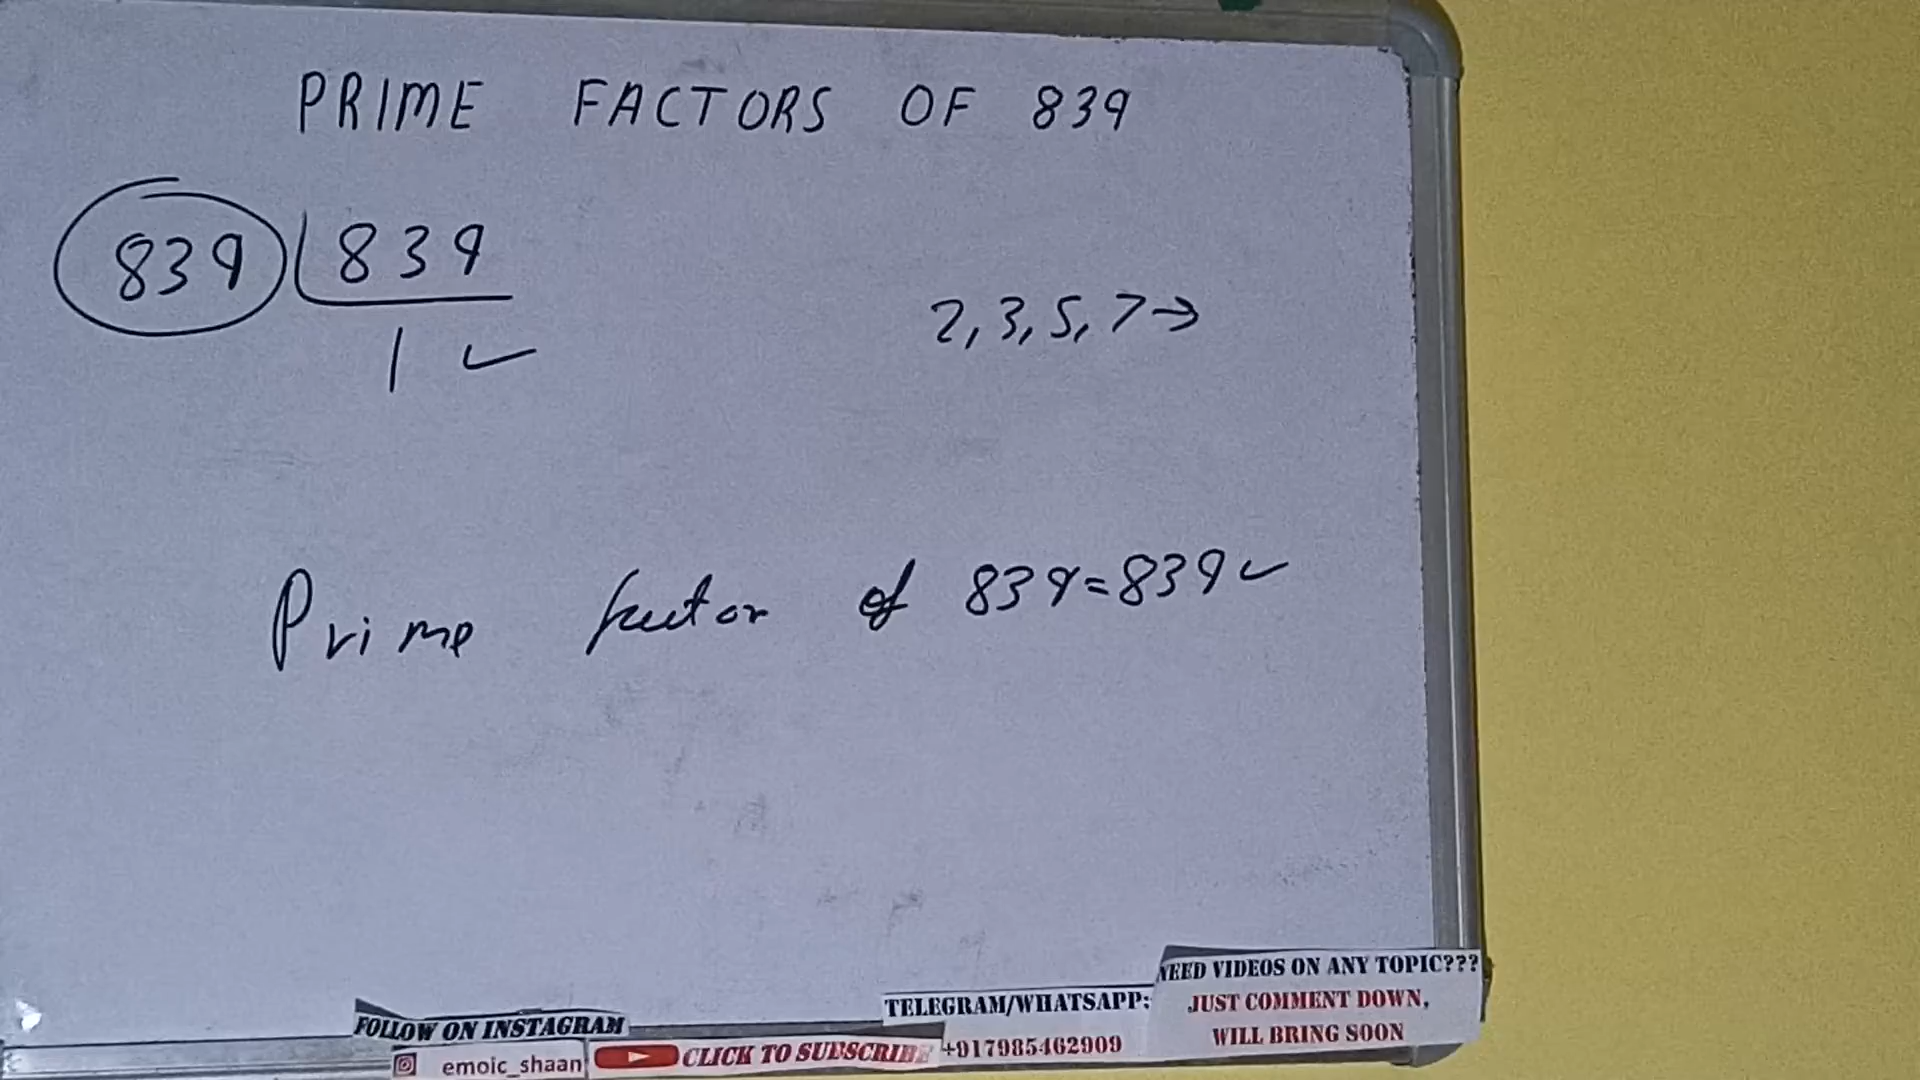 PRIME FACTORS OF 839
839 839
1 ✓
2, 3, 5, 7 →
Prime factor of 839 = 839 ✓
NEED VIDEOS ON ANY TOPIC???
JUST COMMENT DOWN,
WILL BRING SOON
TELEGRAM/WHATSAPP:
+917985462909
FOLLOW ON INSTAGRAM
emoic_shaan
CLICK TO SUBSCRIBE